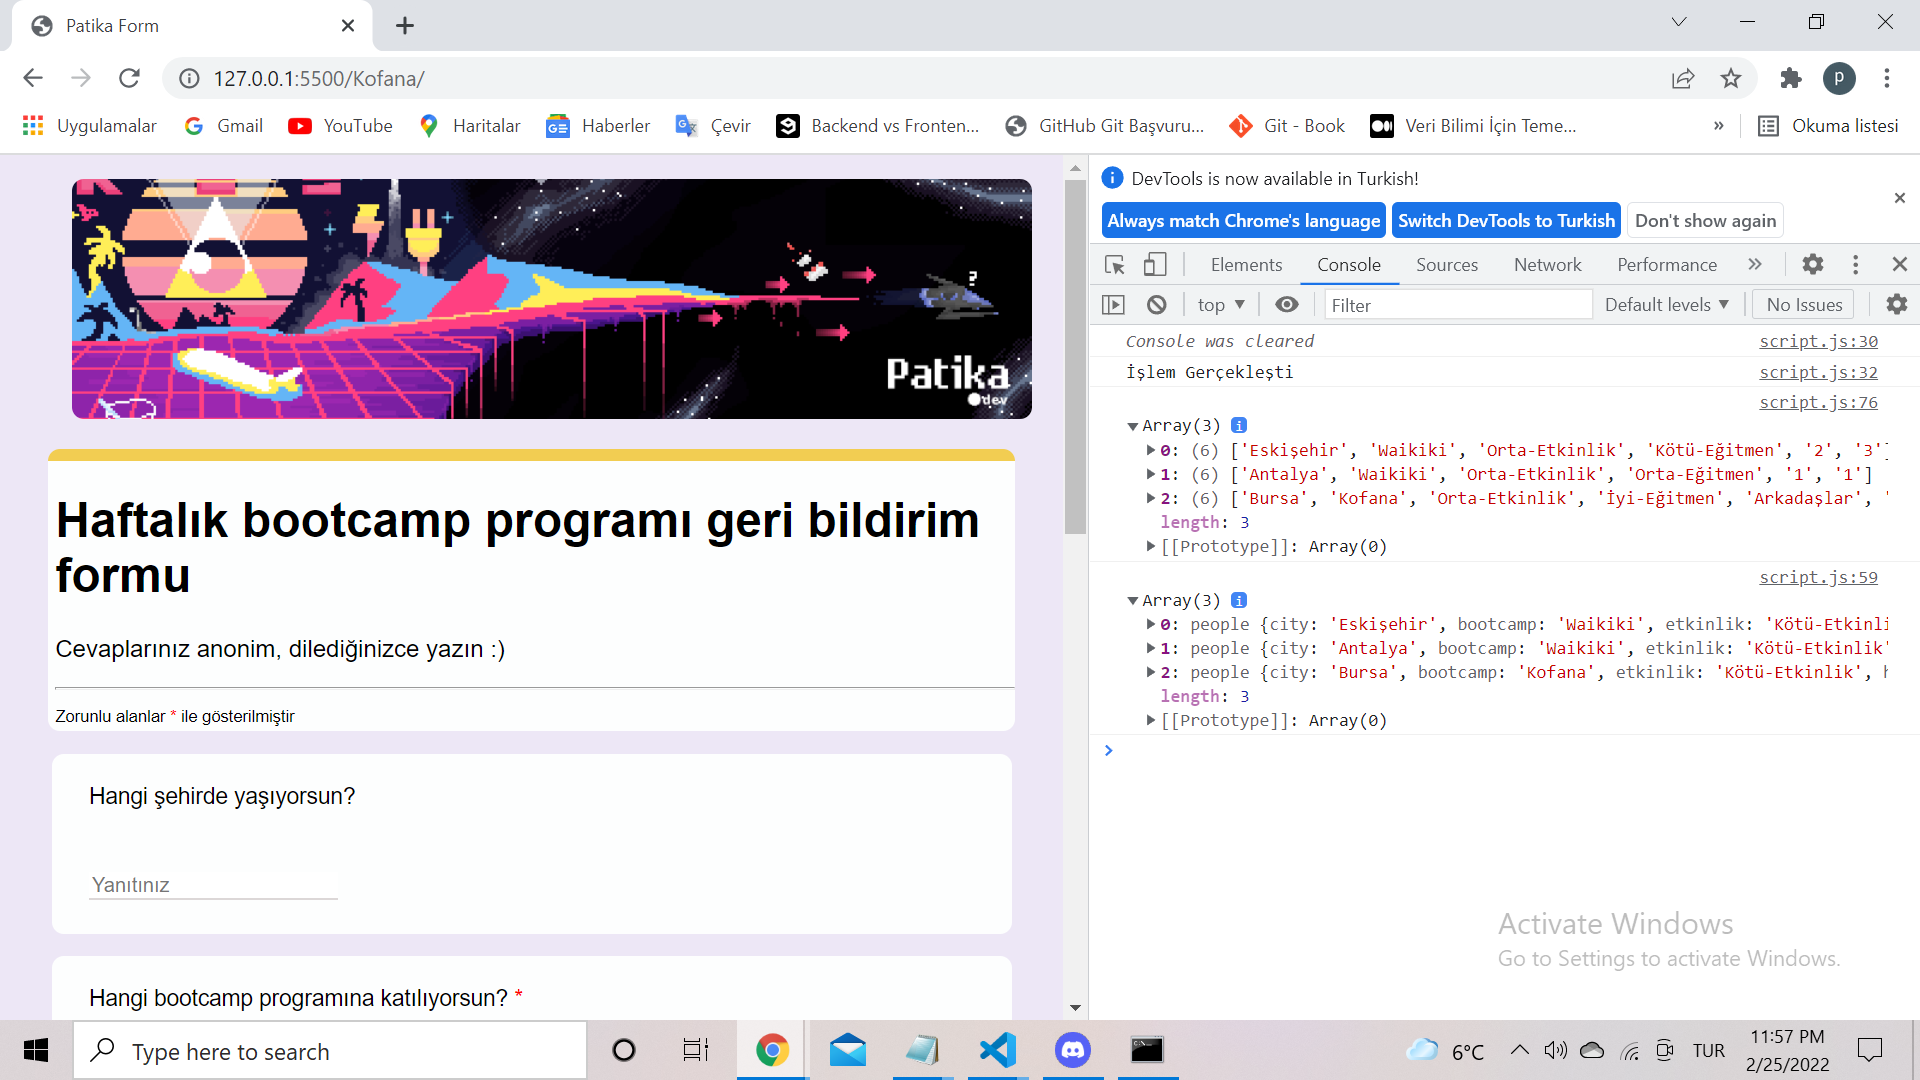 Patika Form
127.0.0.1:5500/Kofana/
P
Uygulamalar
Gmail
YouTube
Haritalar
Haberler
Çevir
Backend vs Fronten...
GitHub Git Başvuru...
Git - Book
Veri Bilimi İçin Teme...
»
Okuma listesi
Patika
dev
Haftalık bootcamp programı geri bildirim
formu
Cevaplarınız anonim, dilediğinizce yazın :)
Zorunlu alanlar * ile gösterilmiştir
Hangi şehirde yaşıyorsun?
Yanıtınız
Hangi bootcamp programına katılıyorsun? *
DevTools is now available in Turkish!
Always match Chrome's language
Switch DevTools to Turkish
Don't show again
Elements
Console
Sources
Network
Performance
»
top
Filter
Default levels
No Issues
Console was cleared script.js:30
İşlem Gerçekleşti script.js:32
script.js:76
Array(3)
0: (6) ['Eskişehir', 'Waikiki', 'Orta-Etkinlik', 'Kötü-Eğitmen', '2', '3']
1: (6) ['Antalya', 'Waikiki', 'Orta-Etkinlik', 'Orta-Eğitmen', '1', '1']
2: (6) ['Bursa', 'Kofana', 'Orta-Etkinlik', 'İyi-Eğitmen', 'Arkadaşlar', '
length: 3
[[Prototype]]: Array(0)
script.js:59
Array(3)
0: people {city: 'Eskişehir', bootcamp: 'Waikiki', etkinlik: 'Kötü-Etkinli
1: people {city: 'Antalya', bootcamp: 'Waikiki', etkinlik: 'Kötü-Etkinlik'
2: people {city: 'Bursa', bootcamp: 'Kofana', etkinlik: 'Kötü-Etkinlik', h
length: 3
[[Prototype]]: Array(0)
Activate Windows
Go to Settings to activate Windows.
Type here to search
6°C
TUR
11:57 PM
2/25/2022